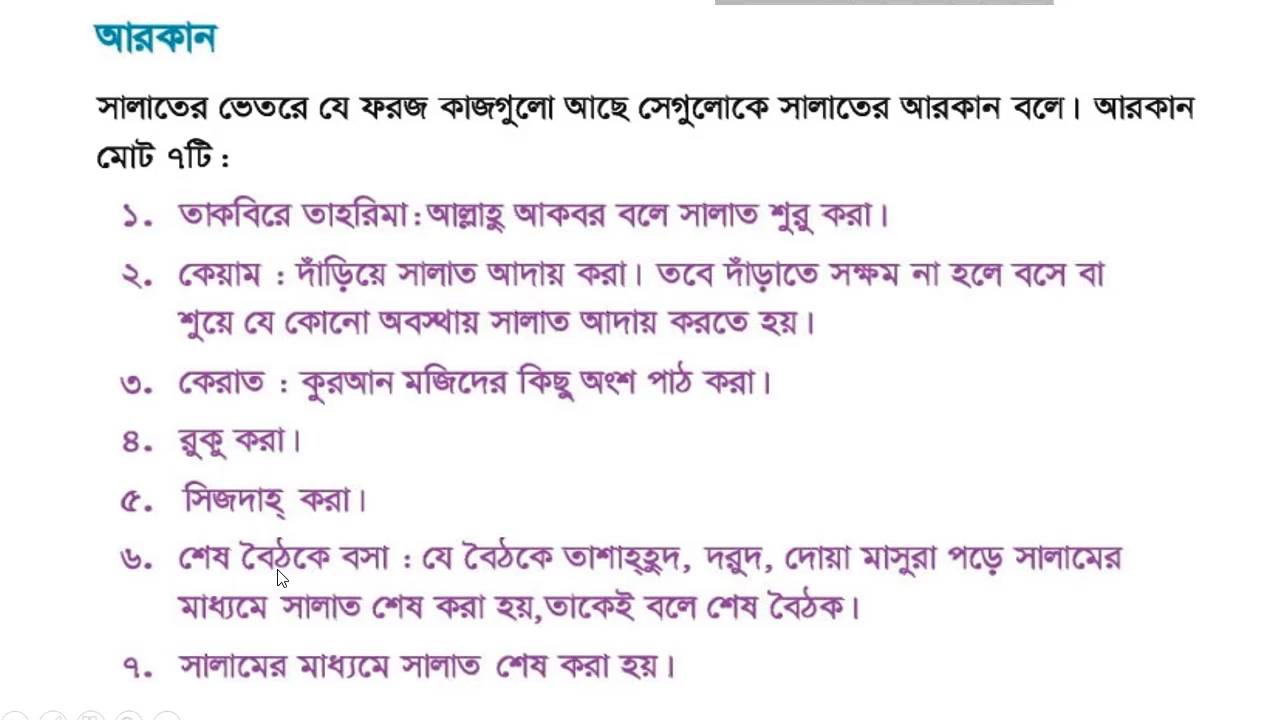 আরকান
সালাতের ভেতরে যে ফরজ কাজগুলো আছে সেগুলোকে সালাতের আরকান বলে। আরকান
মোট ৭টি :
১. তাকবিরে তাহরিমা : আল্লাহু আকবর বলে সালাত শুরু করা।
২. কেয়াম : দাঁড়িয়ে সালাত আদায় করা। তবে দাঁড়াতে সক্ষম না হলে বসে বা
শুয়ে যে কোনো অবস্থায় সালাত আদায় করতে হয়।
৩. কেরাত : কুরআন মজিদের কিছু অংশ পাঠ করা।
৪. রুকু করা।
৫. সিজদাহ্ করা।
৬. শেষ বৈঠকে বসা : যে বৈঠকে তাশাহ্হুদ, দরুদ, দোয়া মাসুরা পড়ে সালামের
মাধ্যমে সালাত শেষ করা হয়,তাকেই বলে শেষ বৈঠক।
৭. সালামের মাধ্যমে সালাত শেষ করা হয়।